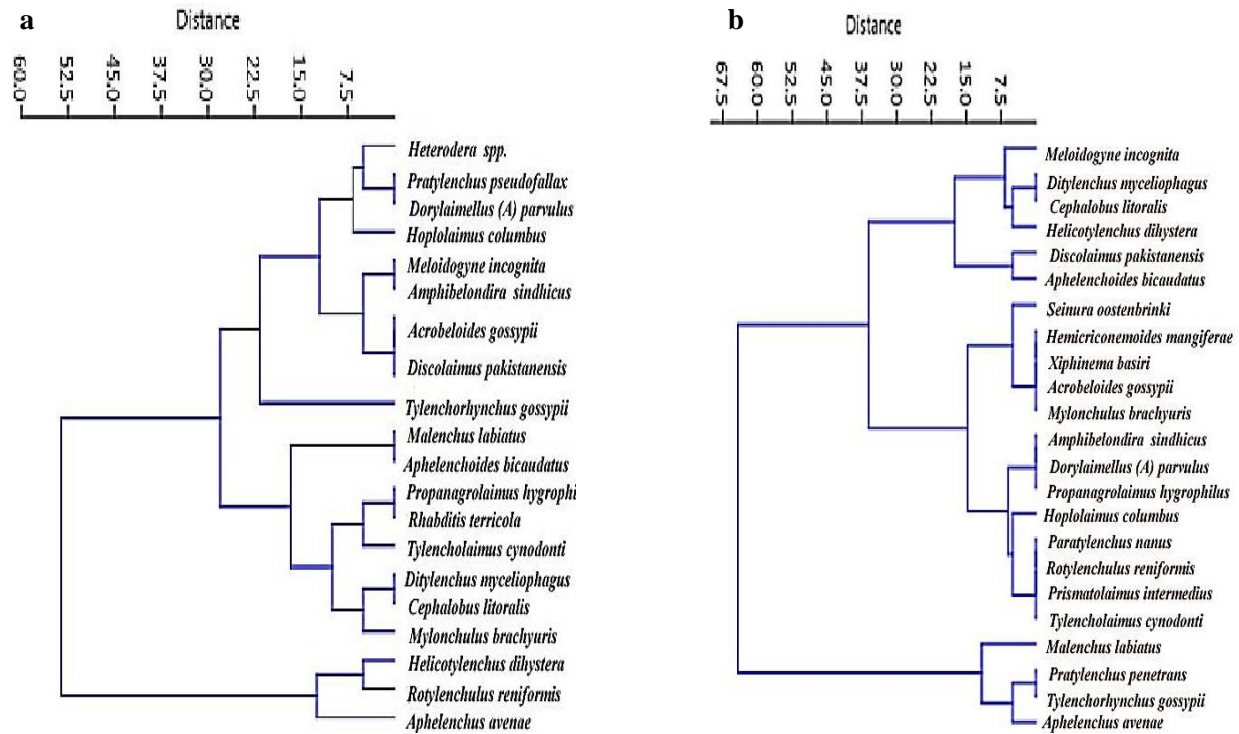 a
Distance
60.0 52.5 45.0 37.5 30.0 22.5 15.0 7.5
Heterodera spp.
Pratylenchus pseudofallax
Dorylaimellus (A) parvulus
Hoplolaimus columbus
Meloidogyne incognita
Amphibelondira sindhicus
Acrobeloides gossypii
Discolaimus pakistanensis
Tylenchorhynchus gossypii
Malenchus labiatus
Aphelenchoides bicaudatus
Propanagrolaimus hygrophi
Rhabditis terricola
Tylencholaimus cynodonti
Ditylenchus myceliophagus
Cephalobus litoralis
Mylonchulus brachyuris
Helicotylenchus dihystera
Rotylenchulus reniformis
Aphelenchus avenae
b
Distance
67.5 60.0 52.5 45.0 37.5 30.0 22.5 15.0 7.5
Meloidogyne incognita
Ditylenchus myceliophagus
Cephalobus litoralis
Helicotylenchus dihystera
Discolaimus pakistanensis
Aphelenchoides bicaudatus
Seinura oostenbrinki
Hemicriconemoides mangiferae
Xiphinema basiri
Acrobeloides gossypii
Mylonchulus brachyuris
Amphibelondira sindhicus
Dorylaimellus (A) parvulus
Propanagrolaimus hygrophilus
Hoplolaimus columbus
Paratylenchus nanus
Rotylenchulus reniformis
Prismatolaimus intermedius
Tylencholaimus cynodonti
Malenchus labiatus
Pratylenchus penetrans
Tylenchorhynchus gossypii
Aphelenchus avenae